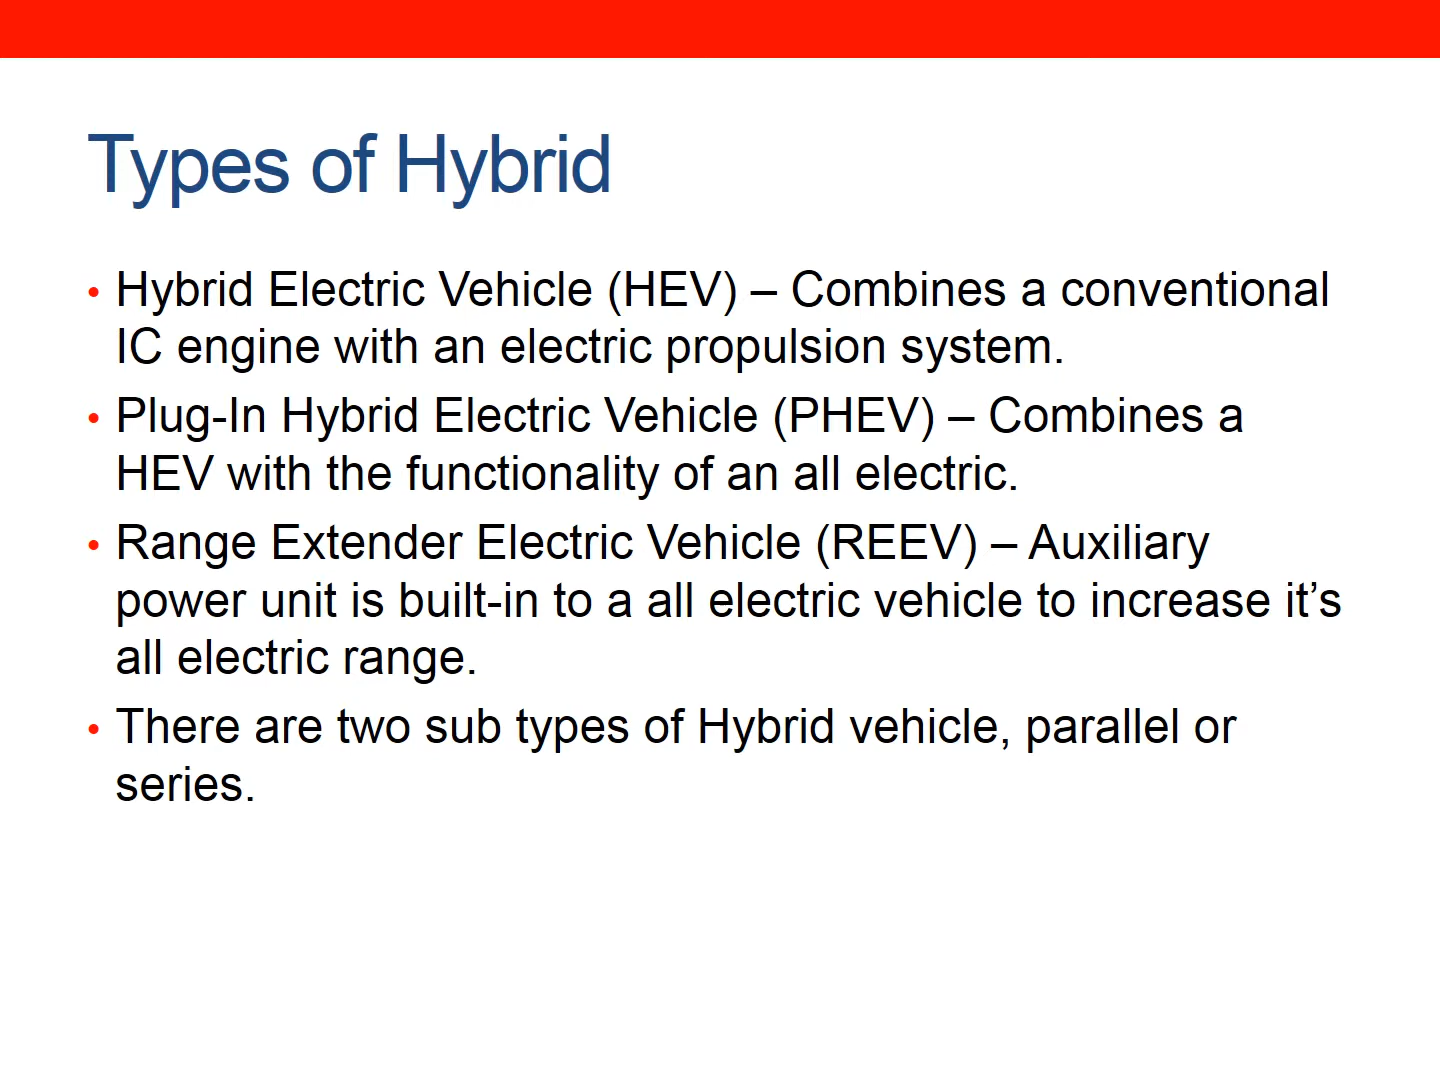 Types of Hybrid
• Hybrid Electric Vehicle (HEV) – Combines a conventional
IC engine with an electric propulsion system.
• Plug-In Hybrid Electric Vehicle (PHEV) – Combines a
HEV with the functionality of an all electric.
• Range Extender Electric Vehicle (REEV) – Auxiliary
power unit is built-in to a all electric vehicle to increase it’s
all electric range.
• There are two sub types of Hybrid vehicle, parallel or
series.